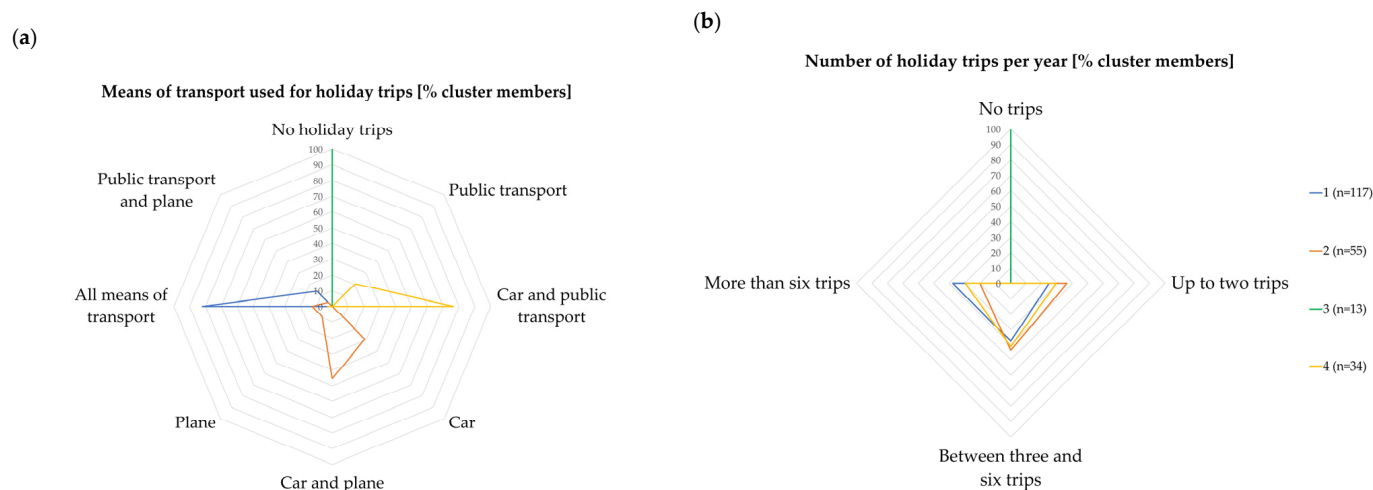 (a)
Means of transport used for holiday trips [% cluster members]
No holiday trips
100
90
80
70
60
50
40
30
20
10
0
Public transport
Car and public
transport
Car
Car and plane
Plane
All means of
transport
Public transport
and plane
(b)
Number of holiday trips per year [% cluster members]
No trips
100
90
80
70
60
50
40
30
20
10
0
Up to two trips
Between three and
six trips
More than six trips
1 (n=117)
2 (n=55)
3 (n=13)
4 (n=34)